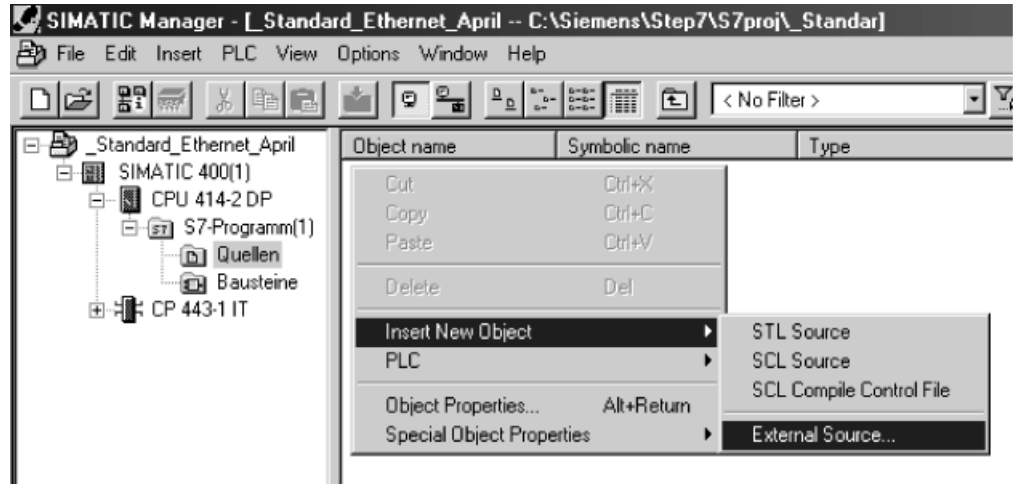 SIMATIC Manager - [_Standard_Ethernet_April -- C:\Siemens\Step7\S7proj\_Standar]
File Edit Insert PLC View Options Window Help
< No Filter >
_Standard_Ethernet_April
SIMATIC 400(1)
CPU 414-2 DP
S7-Programm(1)
Quellen
Bausteine
CP 443-1 IT
Object name Symbolic name Type
Cut Ctrl+X
Copy Ctrl+C
Paste Ctrl+V
Delete Del
Insert New Object
PLC
Object Properties... Alt+Return
Special Object Properties
STL Source
SCL Source
SCL Compile Control File
External Source...